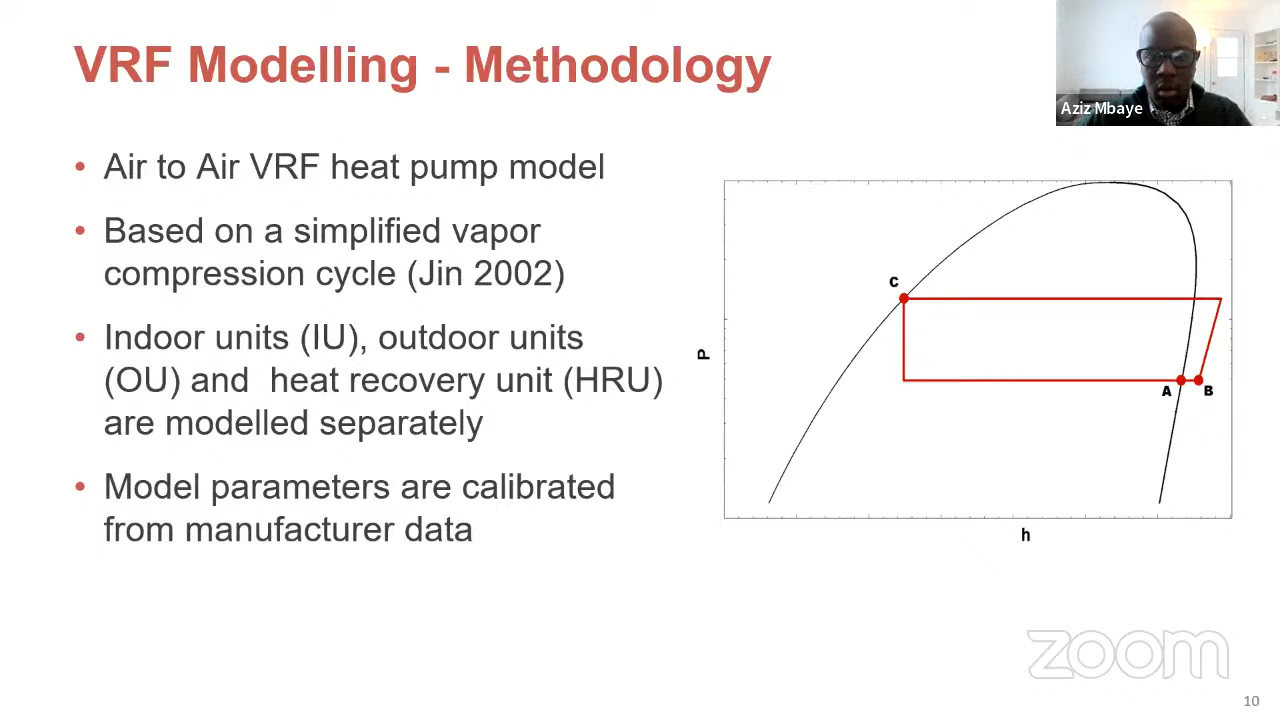 VRF Modelling - Methodology
Aziz Mbaye
• Air to Air VRF heat pump model
• Based on a simplified vapor
compression cycle (Jin 2002)
• Indoor units (IU), outdoor units
(OU) and heat recovery unit (HRU)
are modelled separately
• Model parameters are calibrated
from manufacturer data
C
P
A
B
h
zoom
10